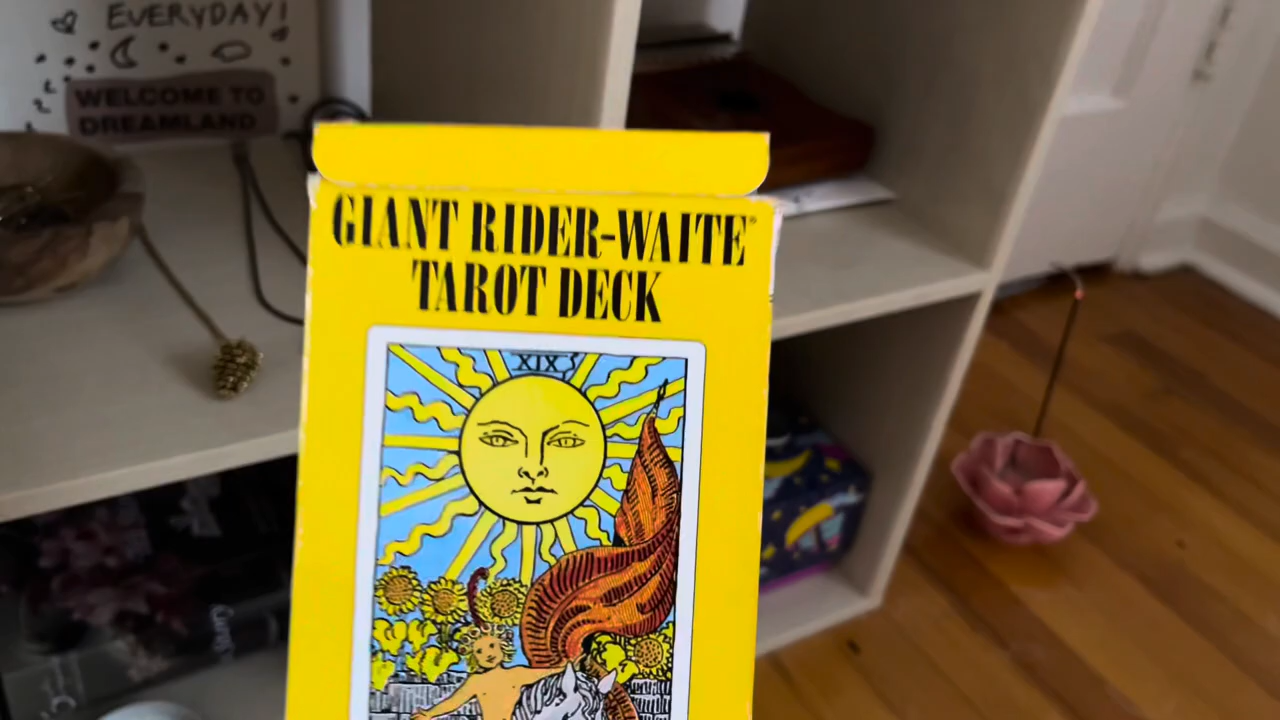 EVERYDAY!
WELCOME TO
DREAMLAND
GIANT RIDER-WAITE®
TAROT DECK
XIX